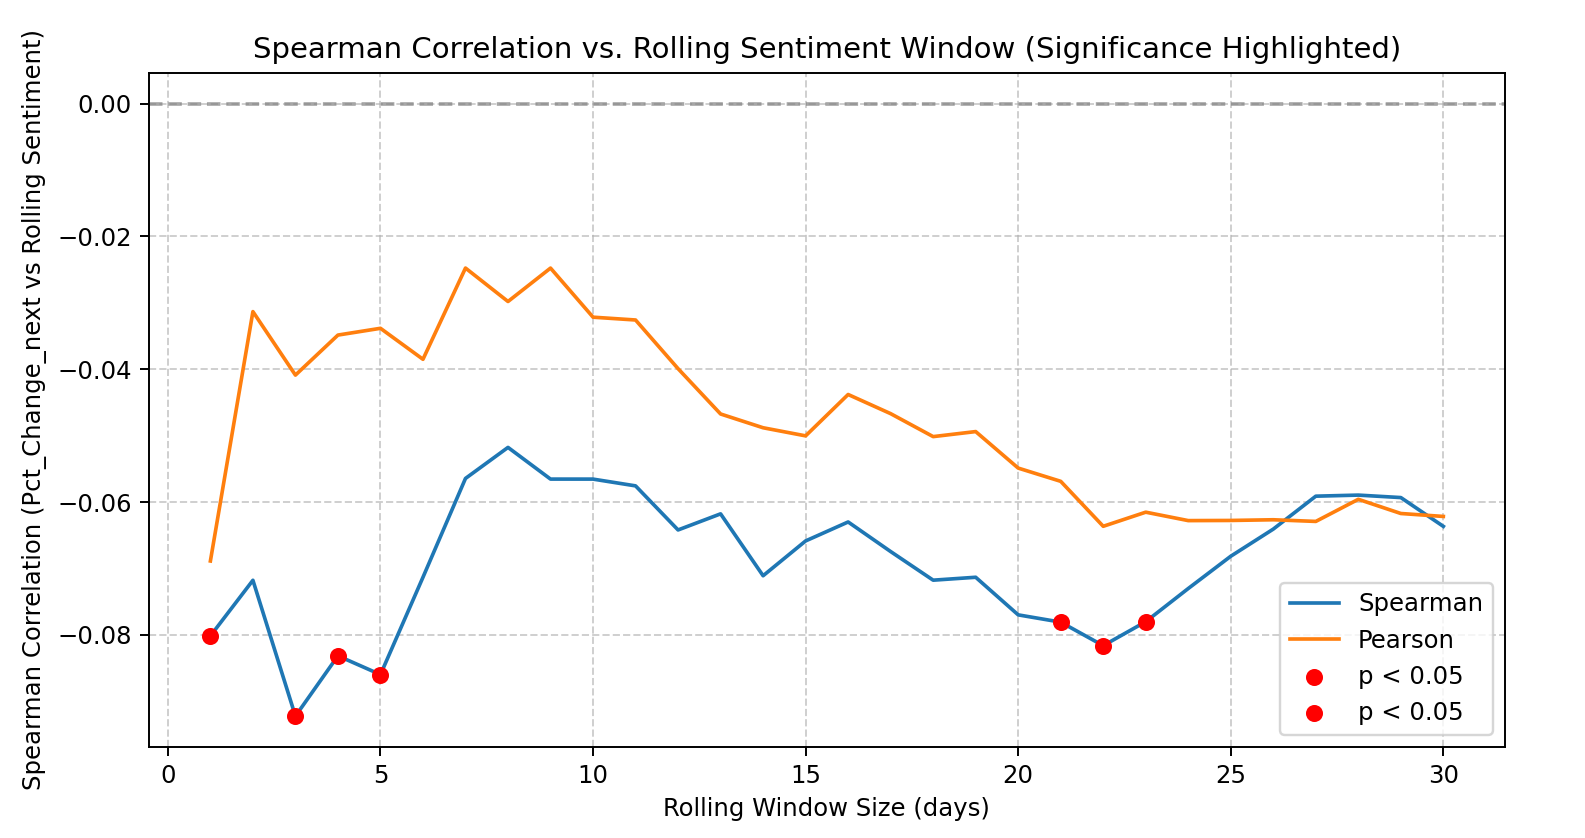 Spearman Correlation vs. Rolling Sentiment Window (Significance Highlighted)
Spearman Correlation (Pct_Change_next vs Rolling Sentiment)
0.00
−0.02
−0.04
−0.06
−0.08
Spearman
Pearson
p < 0.05
p < 0.05
0 5 10 15 20 25 30
Rolling Window Size (days)